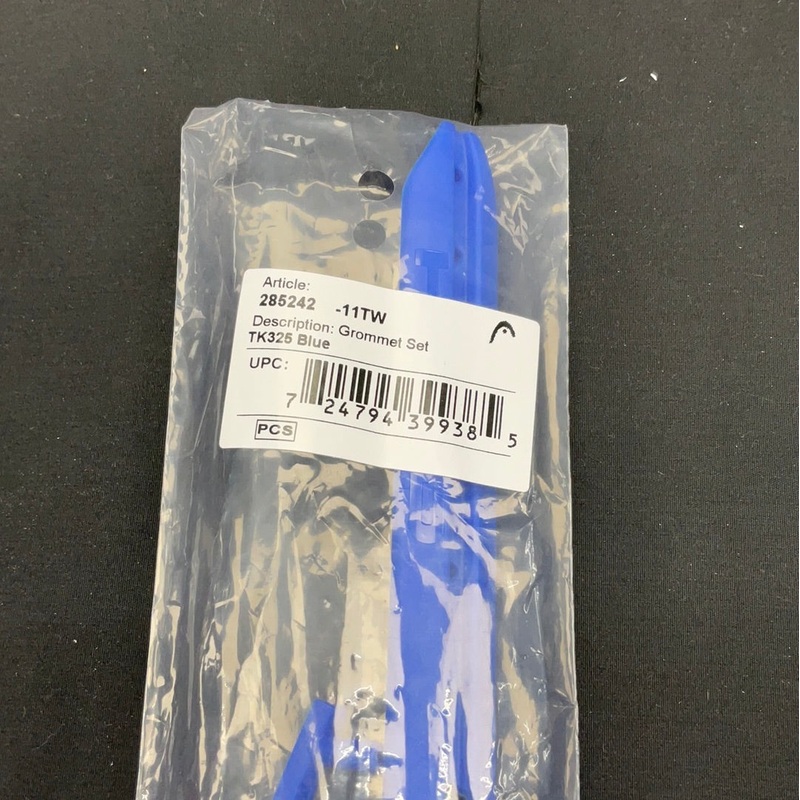 Article:
285242 -11TW
Description: Grommet Set
TK325 Blue
UPC:
7 24794 39938 5
PCS